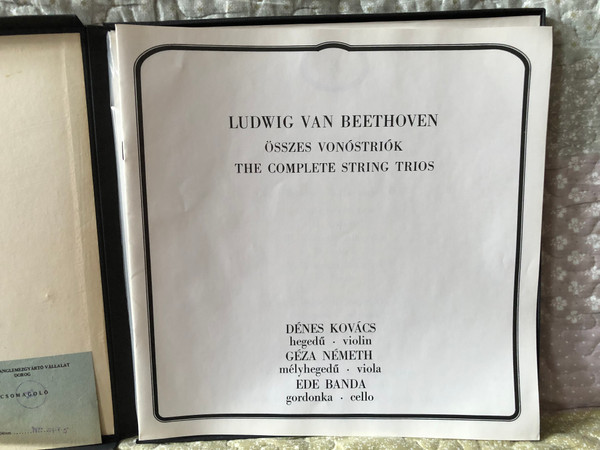 LUDWIG VAN BEETHOVEN
ÖSSZES VONÓSTRIÓK
THE COMPLETE STRING TRIOS
DÉNES KOVÁCS
hegedű · violin
GÉZA NÉMETH
mélyhegedű · viola
EDE BANDA
gordonka · cello
VÁLLALAT
DOROG
CSOMAGOLÓ